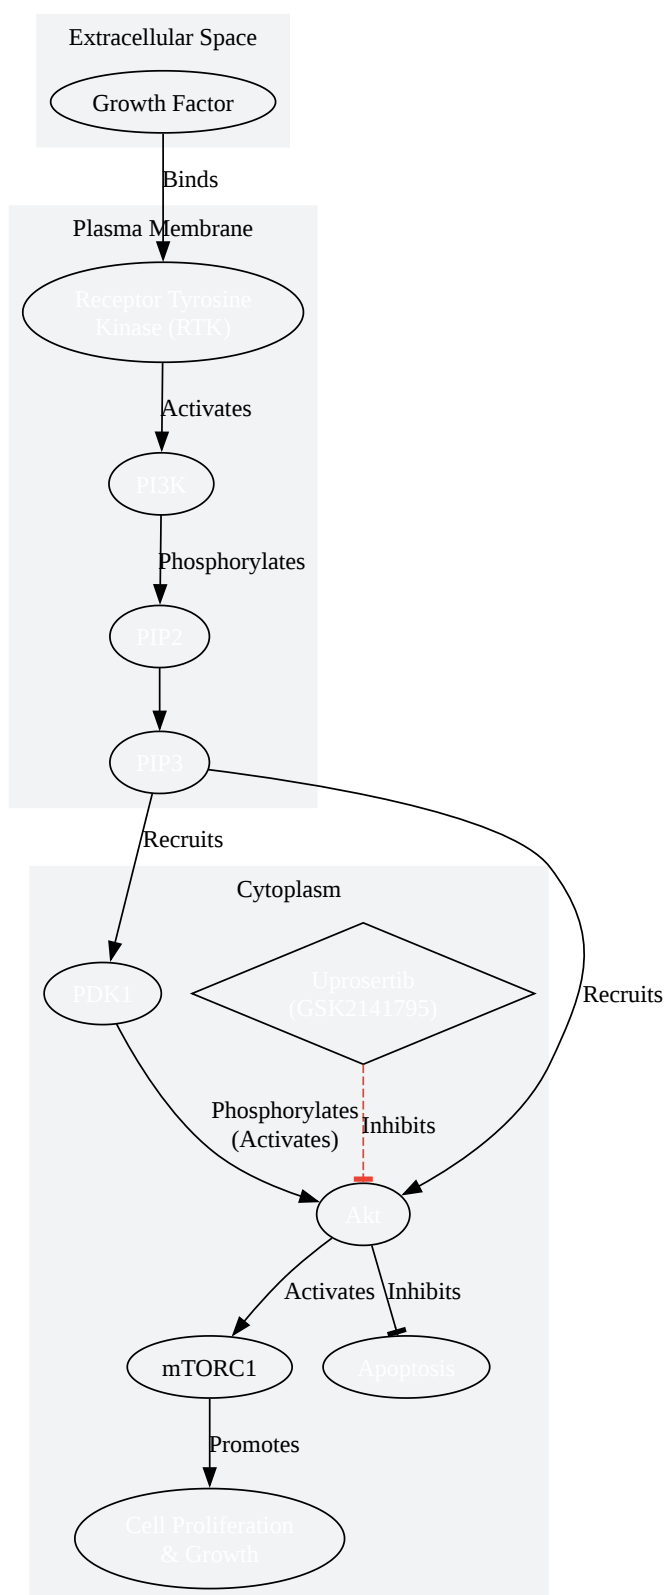 Extracellular Space
Growth Factor
Binds
Plasma Membrane
Receptor Tyrosine
Kinase (RTK)
Activates
PI3K
Phosphorylates
PIP2
PIP3
Recruits
Cytoplasm
PDK1
Uprosertib
(GSK2141795)
Recruits
Phosphorylates
(Activates)
Inhibits
Akt
Activates
Inhibits
mTORC1
Apoptosis
Promotes
Cell Proliferation
& Growth